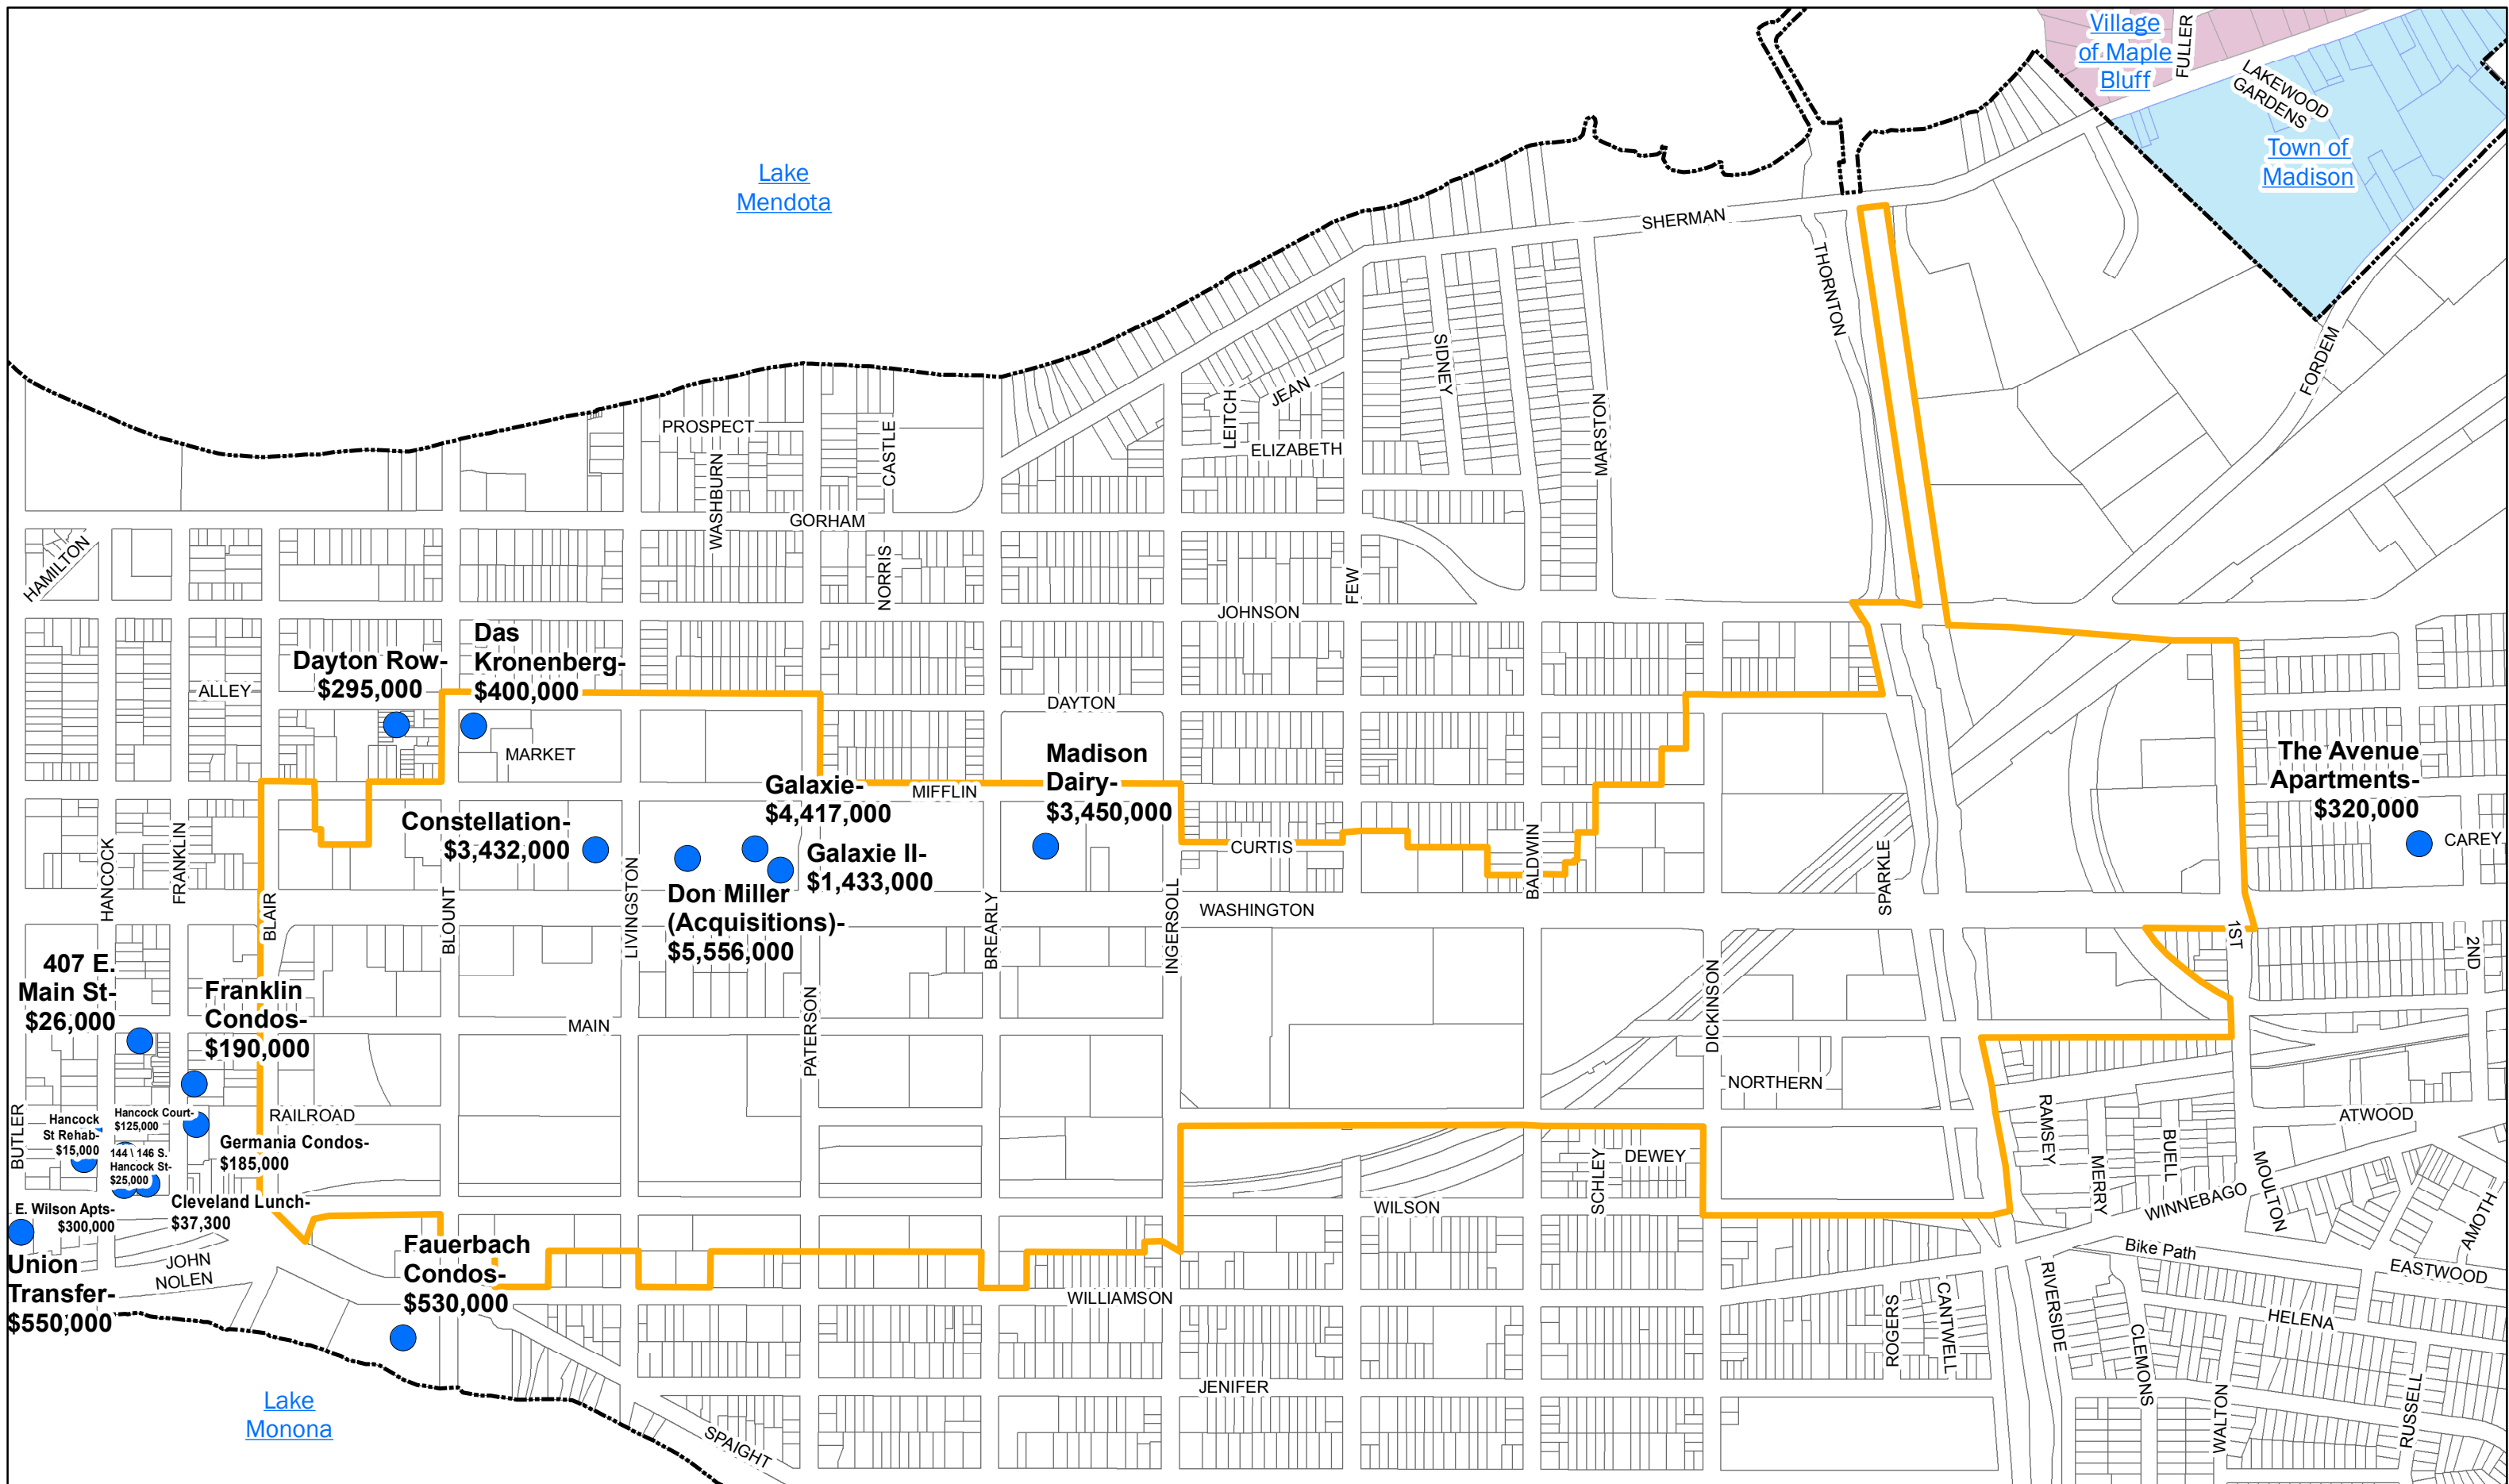 Village
of Maple
Bluff
FULLER
LAKEWOOD
GARDENS
Town of
Madison
Lake
Mendota
SHERMAN
THORNTON
FORDEM
SIDNEY
JEAN
LEITCH
MARSTON
ELIZABETH
PROSPECT
CASTLE
WASHBURN
GORHAM
HAMILTON
NORRIS
FEW
JOHNSON
Das
Kronenberg-
$400,000
Dayton Row-
$295,000
ALLEY
DAYTON
MARKET
Madison
Dairy-
$3,450,000
The Avenue
Apartments-
$320,000
Galaxie-
$4,417,000
MIFFLIN
Constellation-
$3,432,000
CURTIS
BALDWIN
CAREY
Galaxie II-
$1,433,000
HANCOCK
FRANKLIN
BLAIR
BLOUNT
LIVINGSTON
Don Miller
(Acquisitions)-
$5,556,000
BREARLY
INGERSOLL
WASHINGTON
SPARKLE
1ST
2ND
407 E.
Main St-
$26,000
Franklin
Condos-
$190,000
MAIN
PATERSON
DICKINSON
NORTHERN
RAILROAD
BUTLER
Hancock
St Rehab-
$15,000
Hancock Court-
$125,000
144 \ 146 S.
Hancock St-
$25,000
Germania Condos-
$185,000
Cleveland Lunch-
$37,300
E. Wilson Apts-
$300,000
Union
Transfer-
$550,000
JOHN
NOLEN
Fauerbach
Condos-
$530,000
SCHLEY
DEWEY
WILSON
RAMSEY
MERRY
BUELL
ATWOOD
WINNEBAGO
MOULTON
AMOTH
Bike Path
EASTWOOD
WILLIAMSON
RIVERSIDE
ROGERS
CANTWELL
CLEMONS
HELENA
JENIFER
WALTON
RUSSELL
SPAIGHT
Lake
Monona